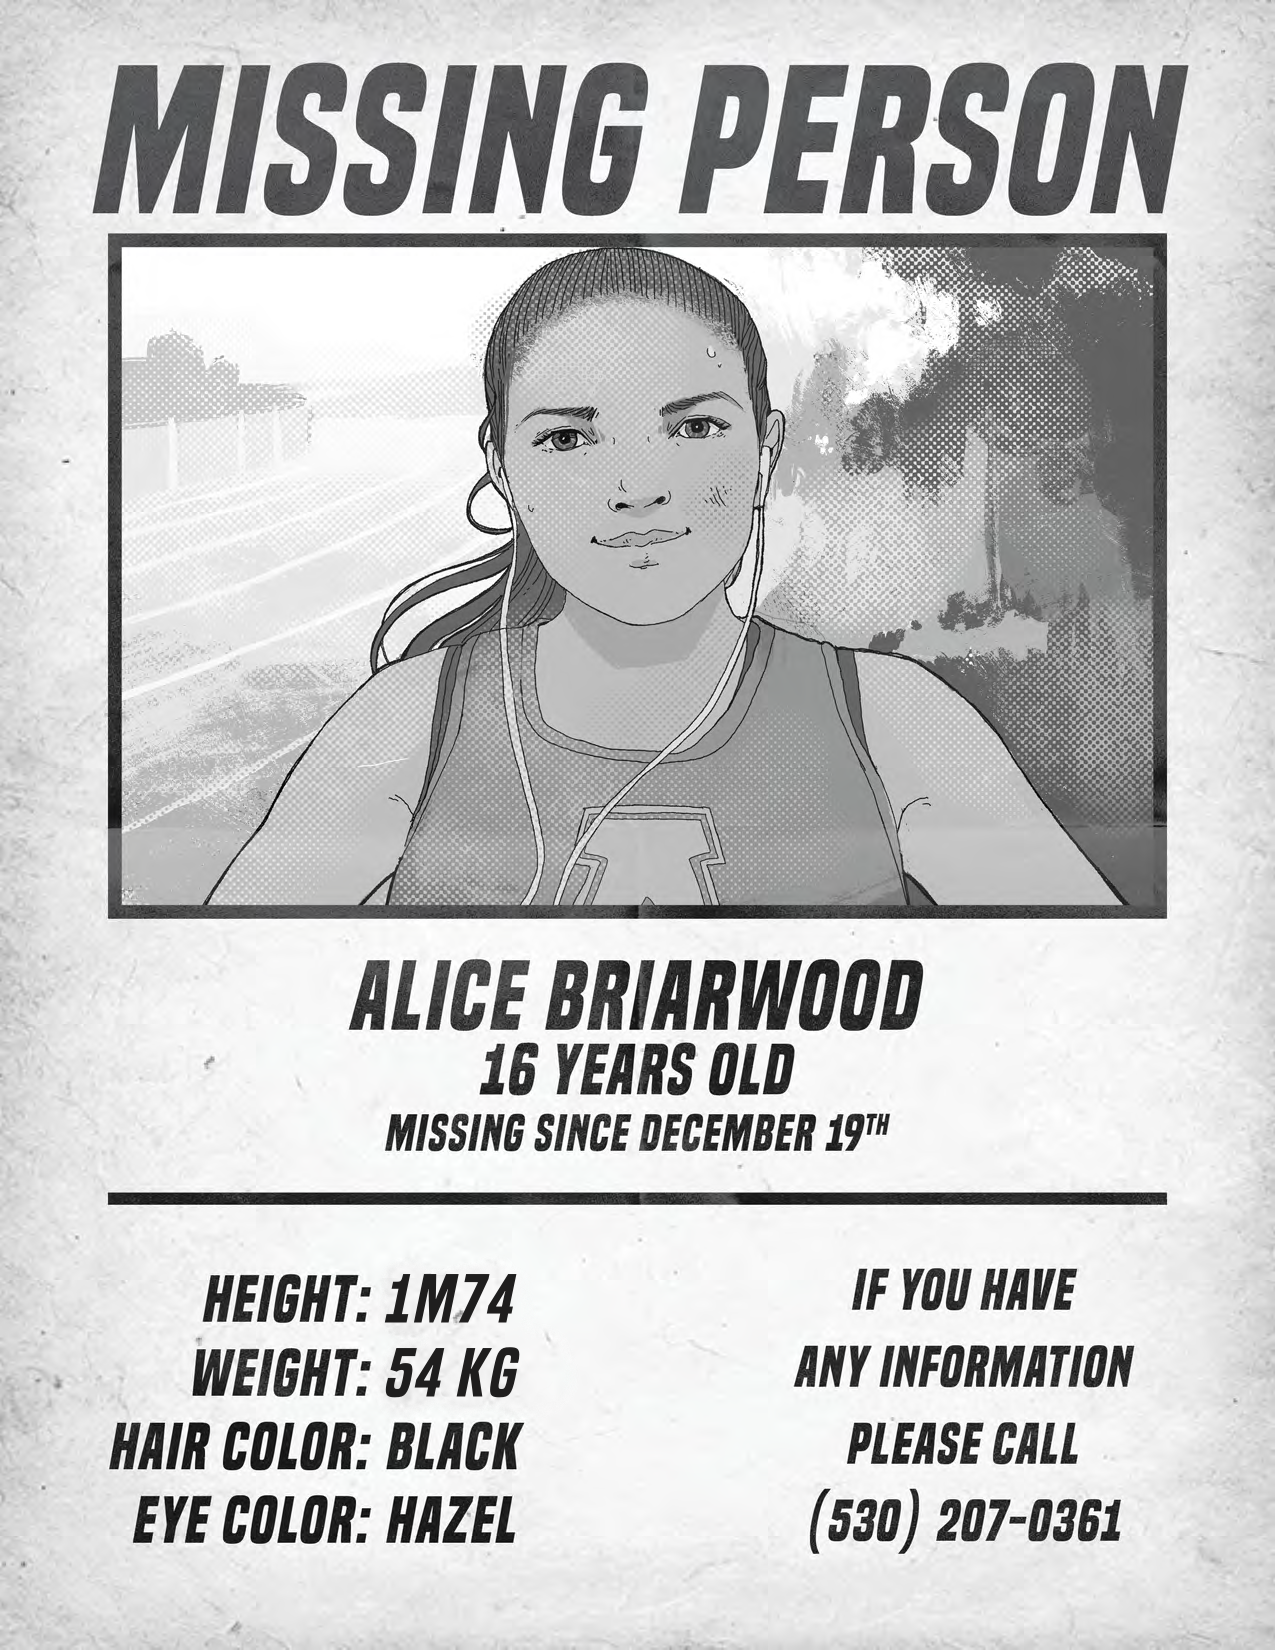 MISSING PERSON
A
ALICE BRIARWOOD
16 YEARS OLD
MISSING SINCE DECEMBER 19TH
HEIGHT: 1M74
WEIGHT: 54 KG
HAIR COLOR: BLACK
EYE COLOR: HAZEL
IF YOU HAVE
ANY INFORMATION
PLEASE CALL
(530) 207-0361